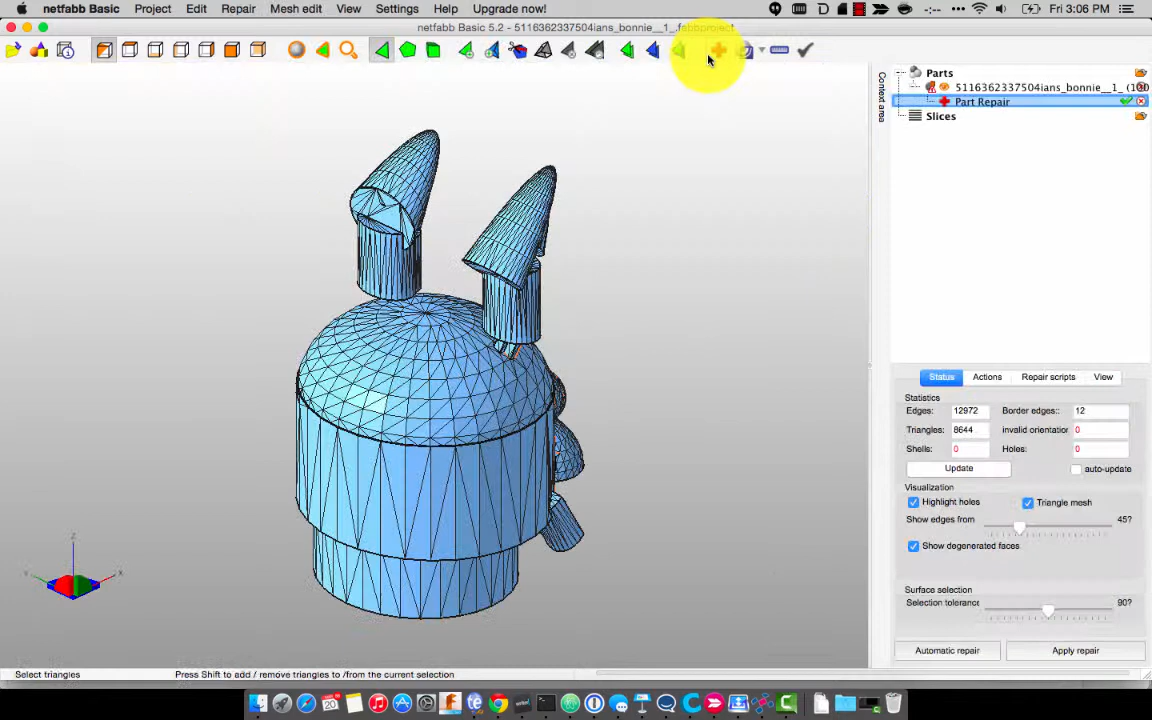 netfabb Basic Project Edit Repair Mesh edit View Settings Help Upgrade now! Fri 3:06 PM
netfabb Basic 5.2 - 5116362337504ians_bonnie__1_.fabbproject
Context area
Parts
5116362337504ians_bonnie__1_ (100
Part Repair
Slices
Status Actions Repair scripts View
Statistics
Edges: 12972 Border edges:: 12
Triangles: 8644 invalid orientation 0
Shells: 0 Holes: 0
Update auto-update
Visualization
Highlight holes Triangle mesh
Show edges from 45?
Show degenerated faces
Surface selection
Selection tolerance 90?
Automatic repair Apply repair
Z
Y X
Select triangles Press Shift to add / remove triangles to /from the current selection